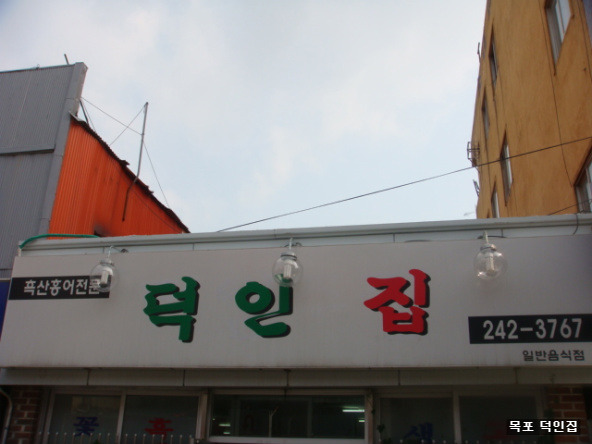 흑산홍어전문
덕인집
242-3767
일반음식점
목포 덕인집